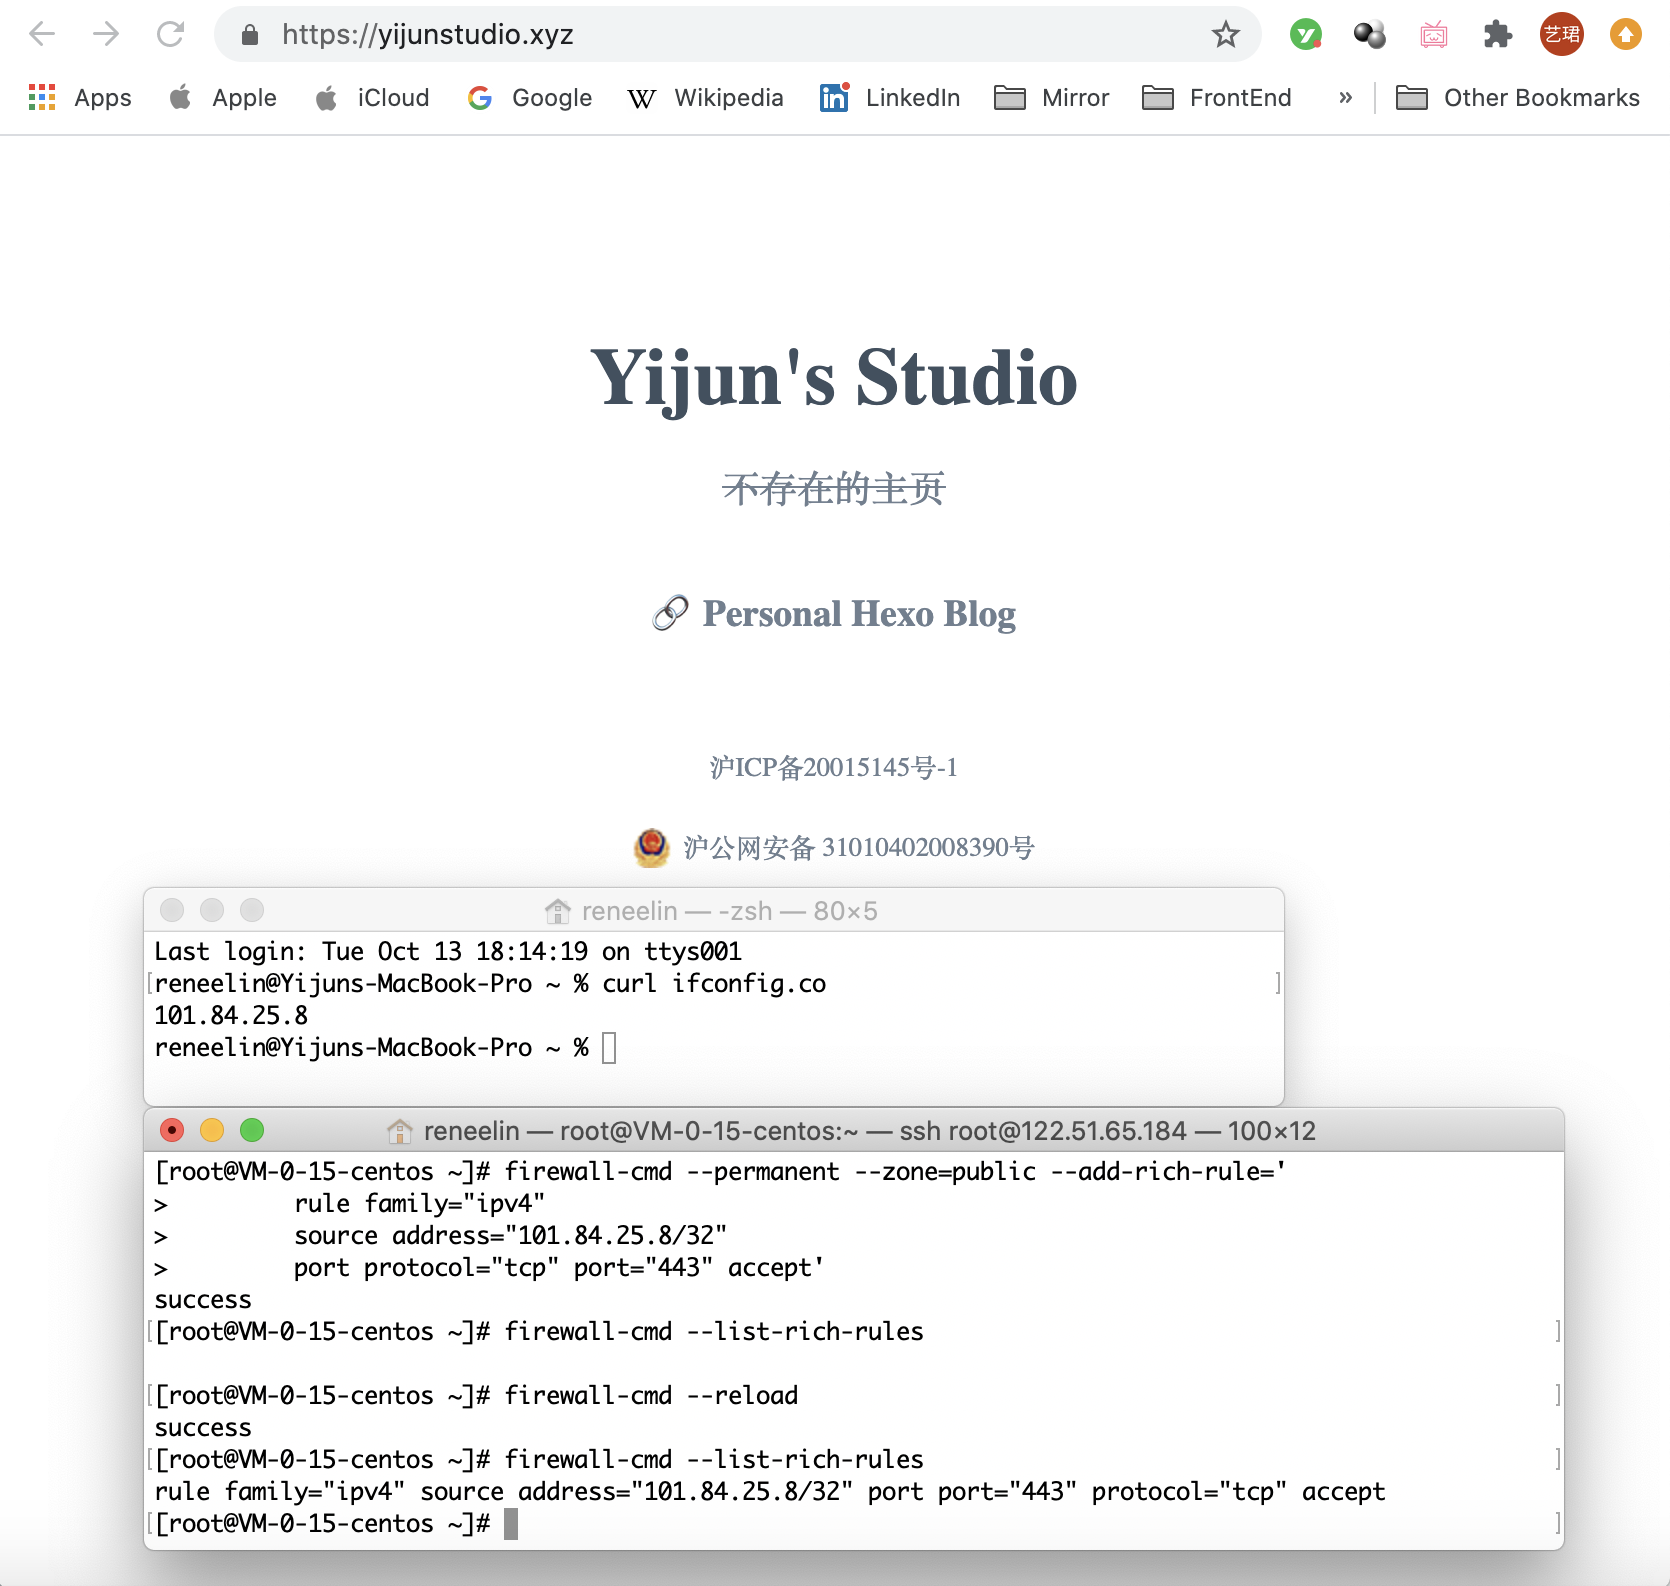 https://yijunstudio.xyz
艺珺
Apps Apple iCloud Google Wikipedia LinkedIn Mirror FrontEnd » Other Bookmarks
Yijun's Studio
不存在的主页
🔗 Personal Hexo Blog
沪ICP备20015145号-1
沪公网安备 31010402008390号
reneelin — -zsh — 80×5
Last login: Tue Oct 13 18:14:19 on ttys001
reneelin@Yijuns-MacBook-Pro ~ % curl ifconfig.co
101.84.25.8
reneelin@Yijuns-MacBook-Pro ~ %
reneelin — root@VM-0-15-centos:~ — ssh root@122.51.65.184 — 100×12
[root@VM-0-15-centos ~]# firewall-cmd --permanent --zone=public --add-rich-rule='
>         rule family="ipv4"
>         source address="101.84.25.8/32"
>         port protocol="tcp" port="443" accept'
success
[root@VM-0-15-centos ~]# firewall-cmd --list-rich-rules
[root@VM-0-15-centos ~]# firewall-cmd --reload
success
[root@VM-0-15-centos ~]# firewall-cmd --list-rich-rules
rule family="ipv4" source address="101.84.25.8/32" port port="443" protocol="tcp" accept
[root@VM-0-15-centos ~]#